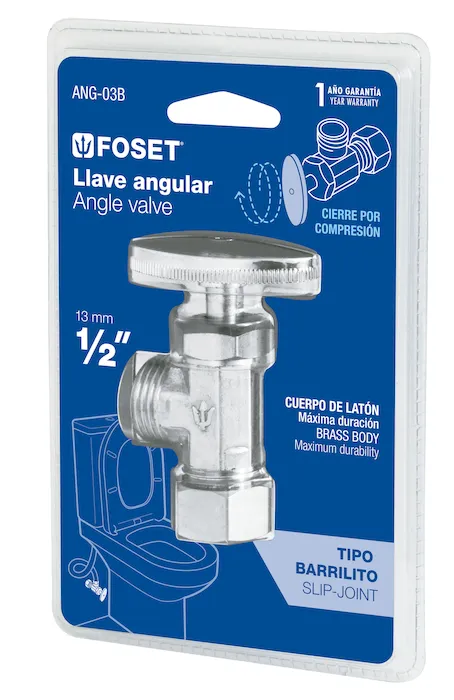 ANG-03B
1 AÑO GARANTÍA
YEAR WARRANTY
FOSET®
Llave angular
Angle valve
CIERRE POR
COMPRESIÓN
13 mm
1/2"
CUERPO DE LATÓN
Máxima duración
BRASS BODY
Maximum durability
TIPO
BARRILITO
SLIP-JOINT